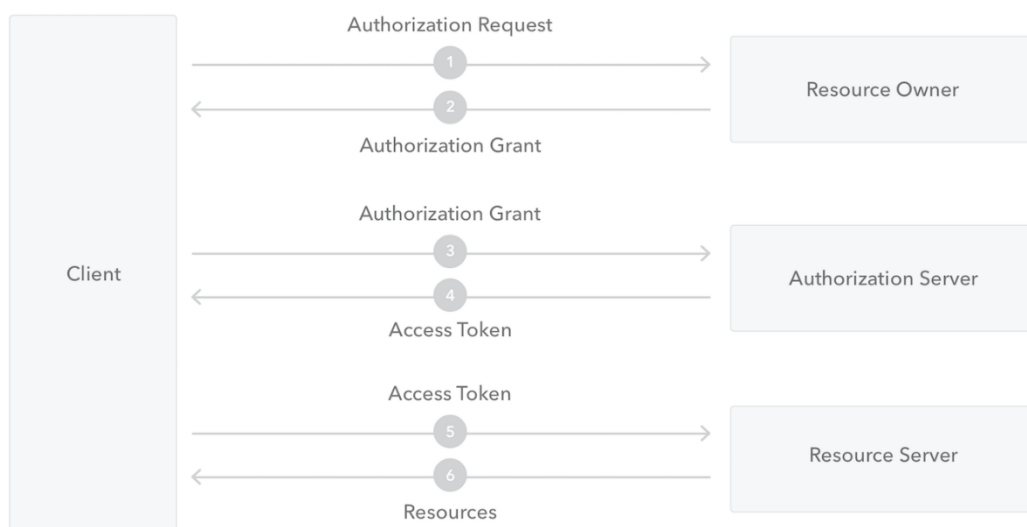 Authorization Request
1
Resource Owner
2
Authorization Grant
Authorization Grant
3
Client
Authorization Server
4
Access Token
Access Token
5
Resource Server
6
Resources